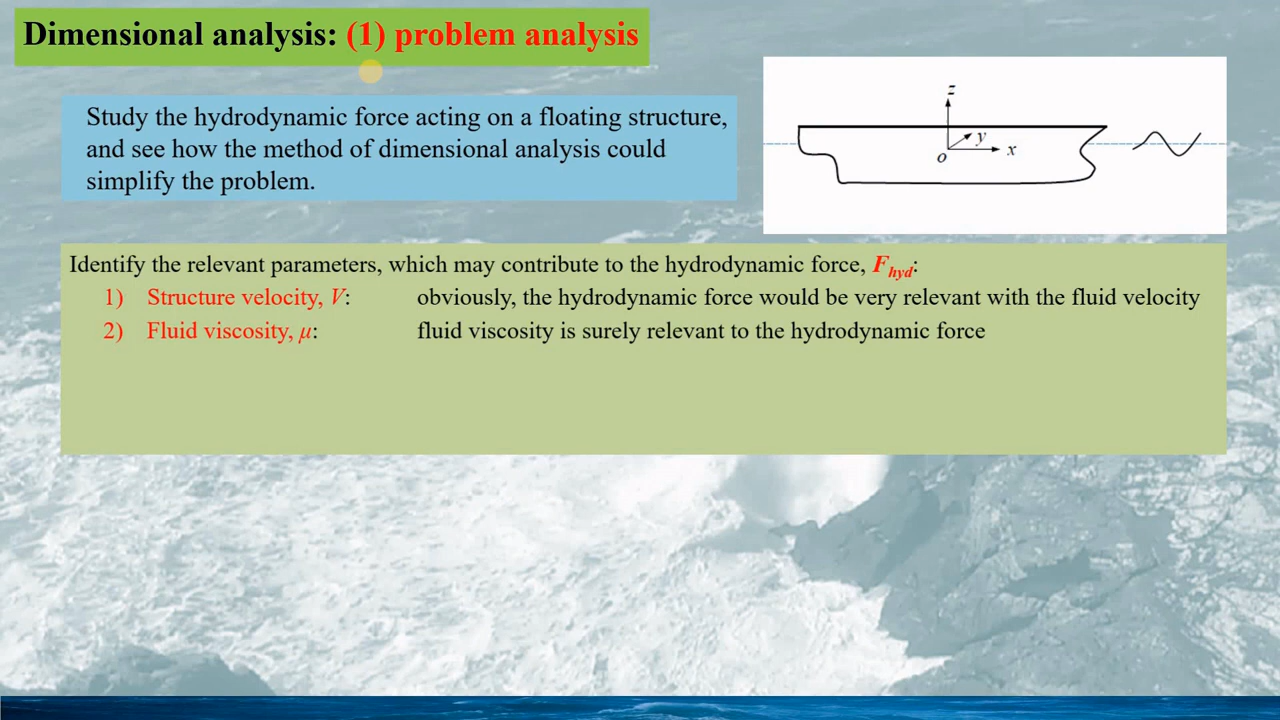 Dimensional analysis: (1) problem analysis
Study the hydrodynamic force acting on a floating structure,
and see how the method of dimensional analysis could
simplify the problem.
z
y
o
x
Identify the relevant parameters, which may contribute to the hydrodynamic force, Fhyd:
1) Structure velocity, V: obviously, the hydrodynamic force would be very relevant with the fluid velocity
2) Fluid viscosity, μ: fluid viscosity is surely relevant to the hydrodynamic force